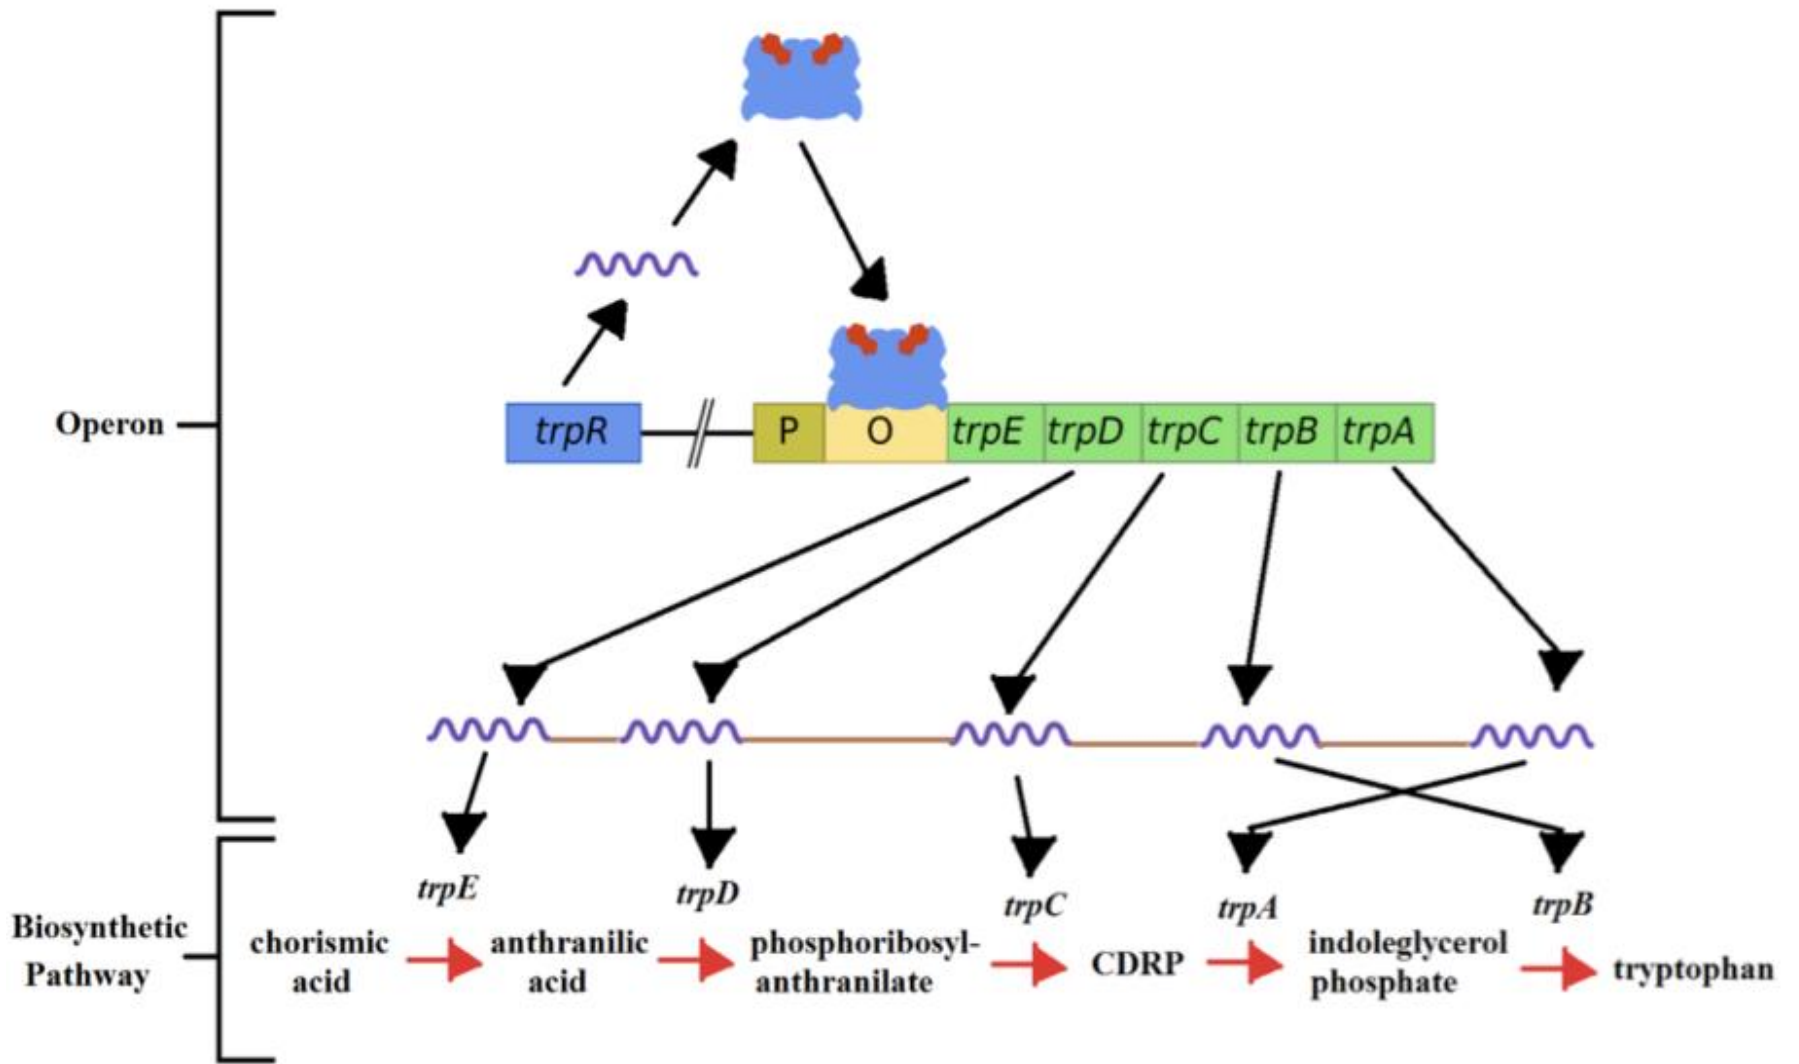 Operon
trpR
P
O
trpE
trpD
trpC
trpB
trpA
trpE
trpD
trpC
trpA
trpB
Biosynthetic
Pathway
chorismic
acid
anthranilic
acid
phosphoribosyl-
anthranilate
CDRP
indoleglycerol
phosphate
tryptophan